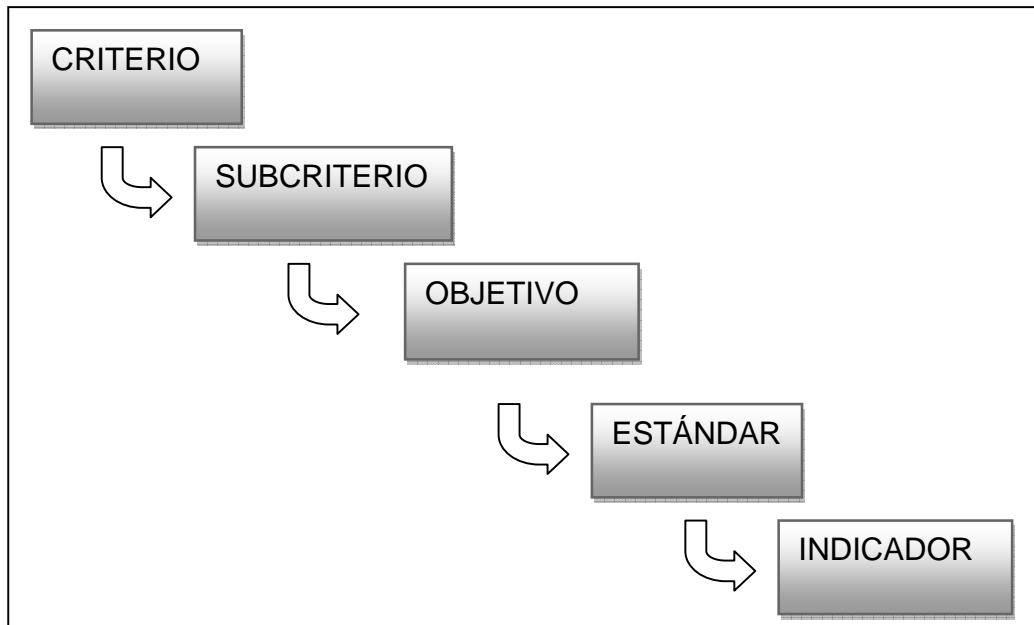 CRITERIO
SUBCRITERIO
OBJETIVO
ESTÁNDAR
INDICADOR